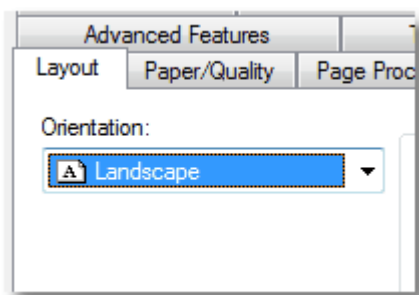 Advanced Features
Layout Paper/Quality Page Proc
Orientation:
A Landscape